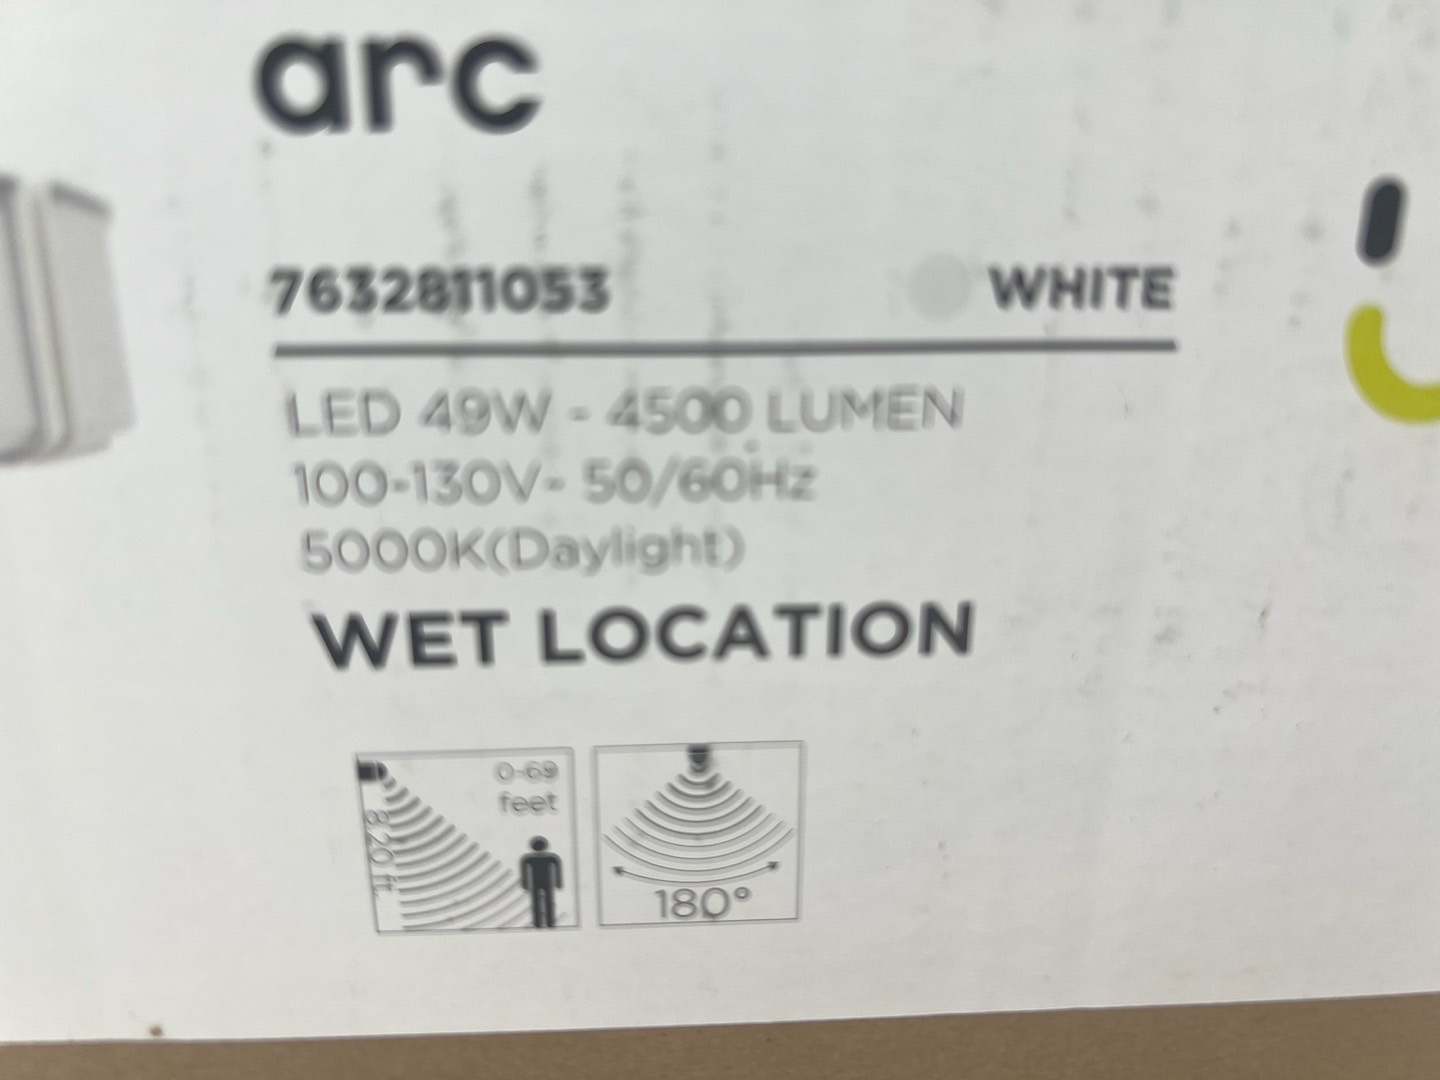 arc
7632811053 WHITE
LED 49W - 4500 LUMEN
100-130V- 50/60Hz
5000K(Daylight)
WET LOCATION
0-69
feet
8.20 ft.
180°